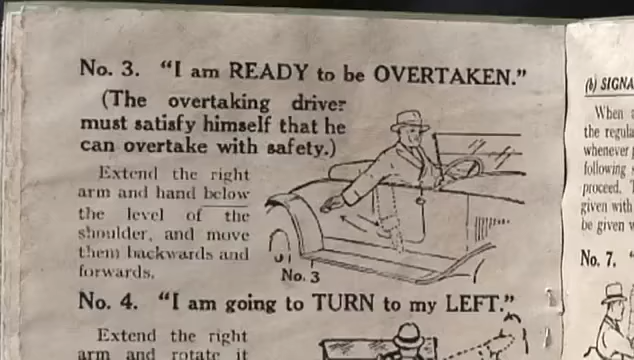 No. 3. "I am READY to be OVERTAKEN."
(The overtaking driver
must satisfy himself that he
can overtake with safety.)
Extend the right
arm and hand below
the level of the
shoulder, and move
them backwards and
forwards.
No. 3
No. 4. "I am going to TURN to my LEFT."
Extend the right
arm and rotate it
(b) SIGNA
When
the regula
whenever
following
proceed.
given with
be given
No. 7. "